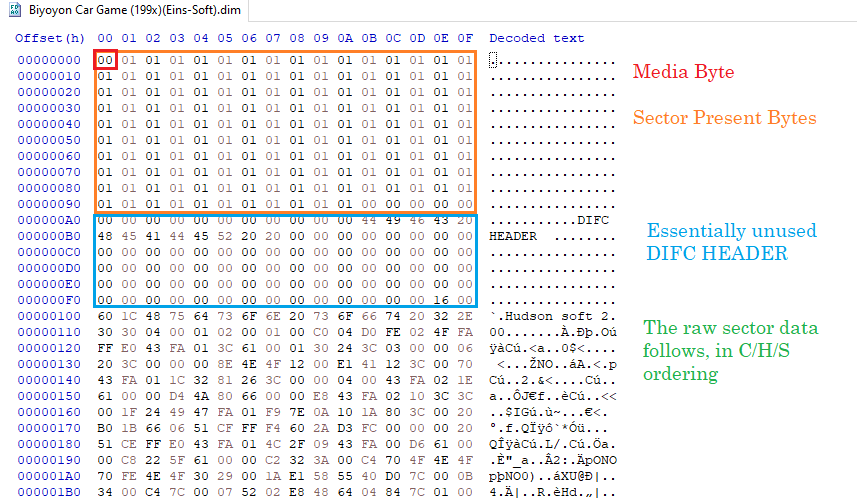 Biyoyon Car Game (199x)(Eins-Soft).dim
Offset(h) 00 01 02 03 04 05 06 07 08 09 0A 0B 0C 0D 0E 0F Decoded text
00000000 00 01 01 01 01 01 01 01 01 01 01 01 01 01 01 01 ................
00000010 01 01 01 01 01 01 01 01 01 01 01 01 01 01 01 01 ................
00000020 01 01 01 01 01 01 01 01 01 01 01 01 01 01 01 01 ................
00000030 01 01 01 01 01 01 01 01 01 01 01 01 01 01 01 01 ................
00000040 01 01 01 01 01 01 01 01 01 01 01 01 01 01 01 01 ................
00000050 01 01 01 01 01 01 01 01 01 01 01 01 01 01 01 01 ................
00000060 01 01 01 01 01 01 01 01 01 01 01 01 01 01 01 01 ................
00000070 01 01 01 01 01 01 01 01 01 01 01 01 01 01 01 01 ................
00000080 01 01 01 01 01 01 01 01 01 01 01 01 01 01 01 01 ................
00000090 01 01 01 01 01 01 01 01 01 01 01 00 00 00 00 00 ................
000000A0 00 00 00 00 00 00 00 00 00 00 00 44 49 46 43 20 ...........DIFC
000000B0 48 45 41 44 45 52 20 20 00 00 00 00 00 00 00 00 HEADER  ........
000000C0 00 00 00 00 00 00 00 00 00 00 00 00 00 00 00 00 ................
000000D0 00 00 00 00 00 00 00 00 00 00 00 00 00 00 00 00 ................
000000E0 00 00 00 00 00 00 00 00 00 00 00 00 00 00 00 00 ................
000000F0 00 00 00 00 00 00 00 00 00 00 00 00 00 00 16 00 ................
00000100 60 1C 48 75 64 73 6F 6E 20 73 6F 66 74 20 32 2E `.Hudson soft 2.
00000110 30 30 04 00 01 02 00 01 00 C0 04 D0 FE 02 4F FA 00.......À.Ðþ.Oú
00000120 FF E0 43 FA 01 3C 61 00 01 30 24 3C 03 00 00 06 ÿàCú.<a..0$<....
00000130 20 3C 00 00 00 8E 4E 4F 12 00 E1 41 12 3C 00 70 <...ŽNO..áA.<.p
00000140 43 FA 01 1C 32 81 26 3C 00 00 04 00 43 FA 02 1E Cú..2.&<....Cú..
00000150 61 00 00 D4 4A 80 66 00 00 E8 43 FA 02 10 3C 3C a..ÔJ€f..èCú..<<
00000160 00 1F 24 49 47 FA 01 F9 7E 0A 10 1A 80 3C 00 20 ..$IGú.ù~...€<.
00000170 B0 1B 66 06 51 CF FF F4 60 2A D3 FC 00 00 00 20 °.f.QÏÿô`*Óü...
00000180 51 CE FF E0 43 FA 01 4C 2F 09 43 FA 00 D6 61 00 QÎÿàCú.L/.Cú.Öa.
00000190 00 C8 22 5F 61 00 00 C2 32 3A 00 C4 70 4F 4E 4F .È"_a..Â2:.ÄpONO
000001A0 70 FE 4E 4F 30 29 00 1A E1 58 55 40 D0 7C 00 0B pþNO0)..áXU@Ð|..
000001B0 34 00 C4 7C 00 07 52 02 E8 48 64 04 84 7C 01 00 4.Ä|..R.èHd.„|..
Media Byte
Sector Present Bytes
Essentially unused
DIFC HEADER
The raw sector data
follows, in C/H/S
ordering